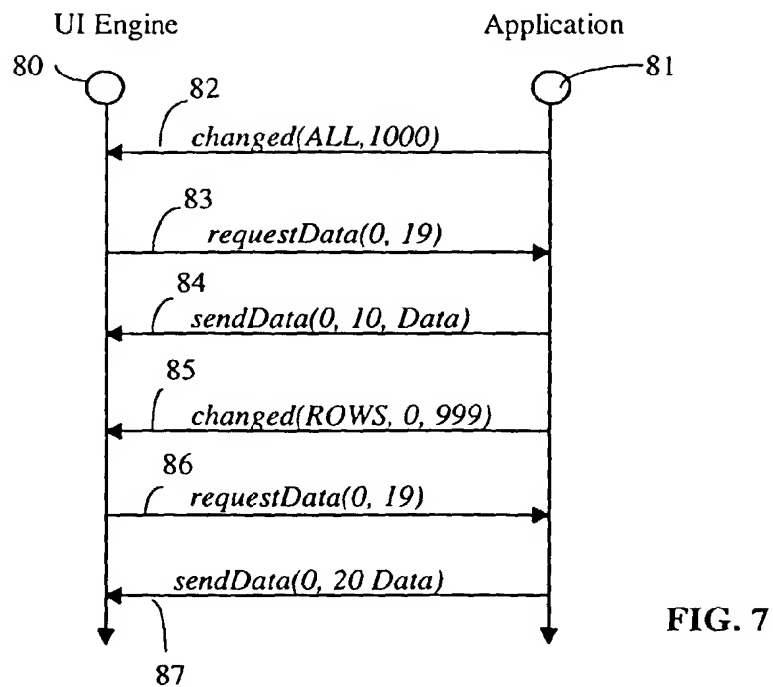 UI Engine
Application
80
81
82
changed(ALL,1000)
83
requestData(0, 19)
84
sendData(0, 10, Data)
85
changed(ROWS, 0, 999)
86
requestData(0, 19)
sendData(0, 20 Data)
87
FIG. 7